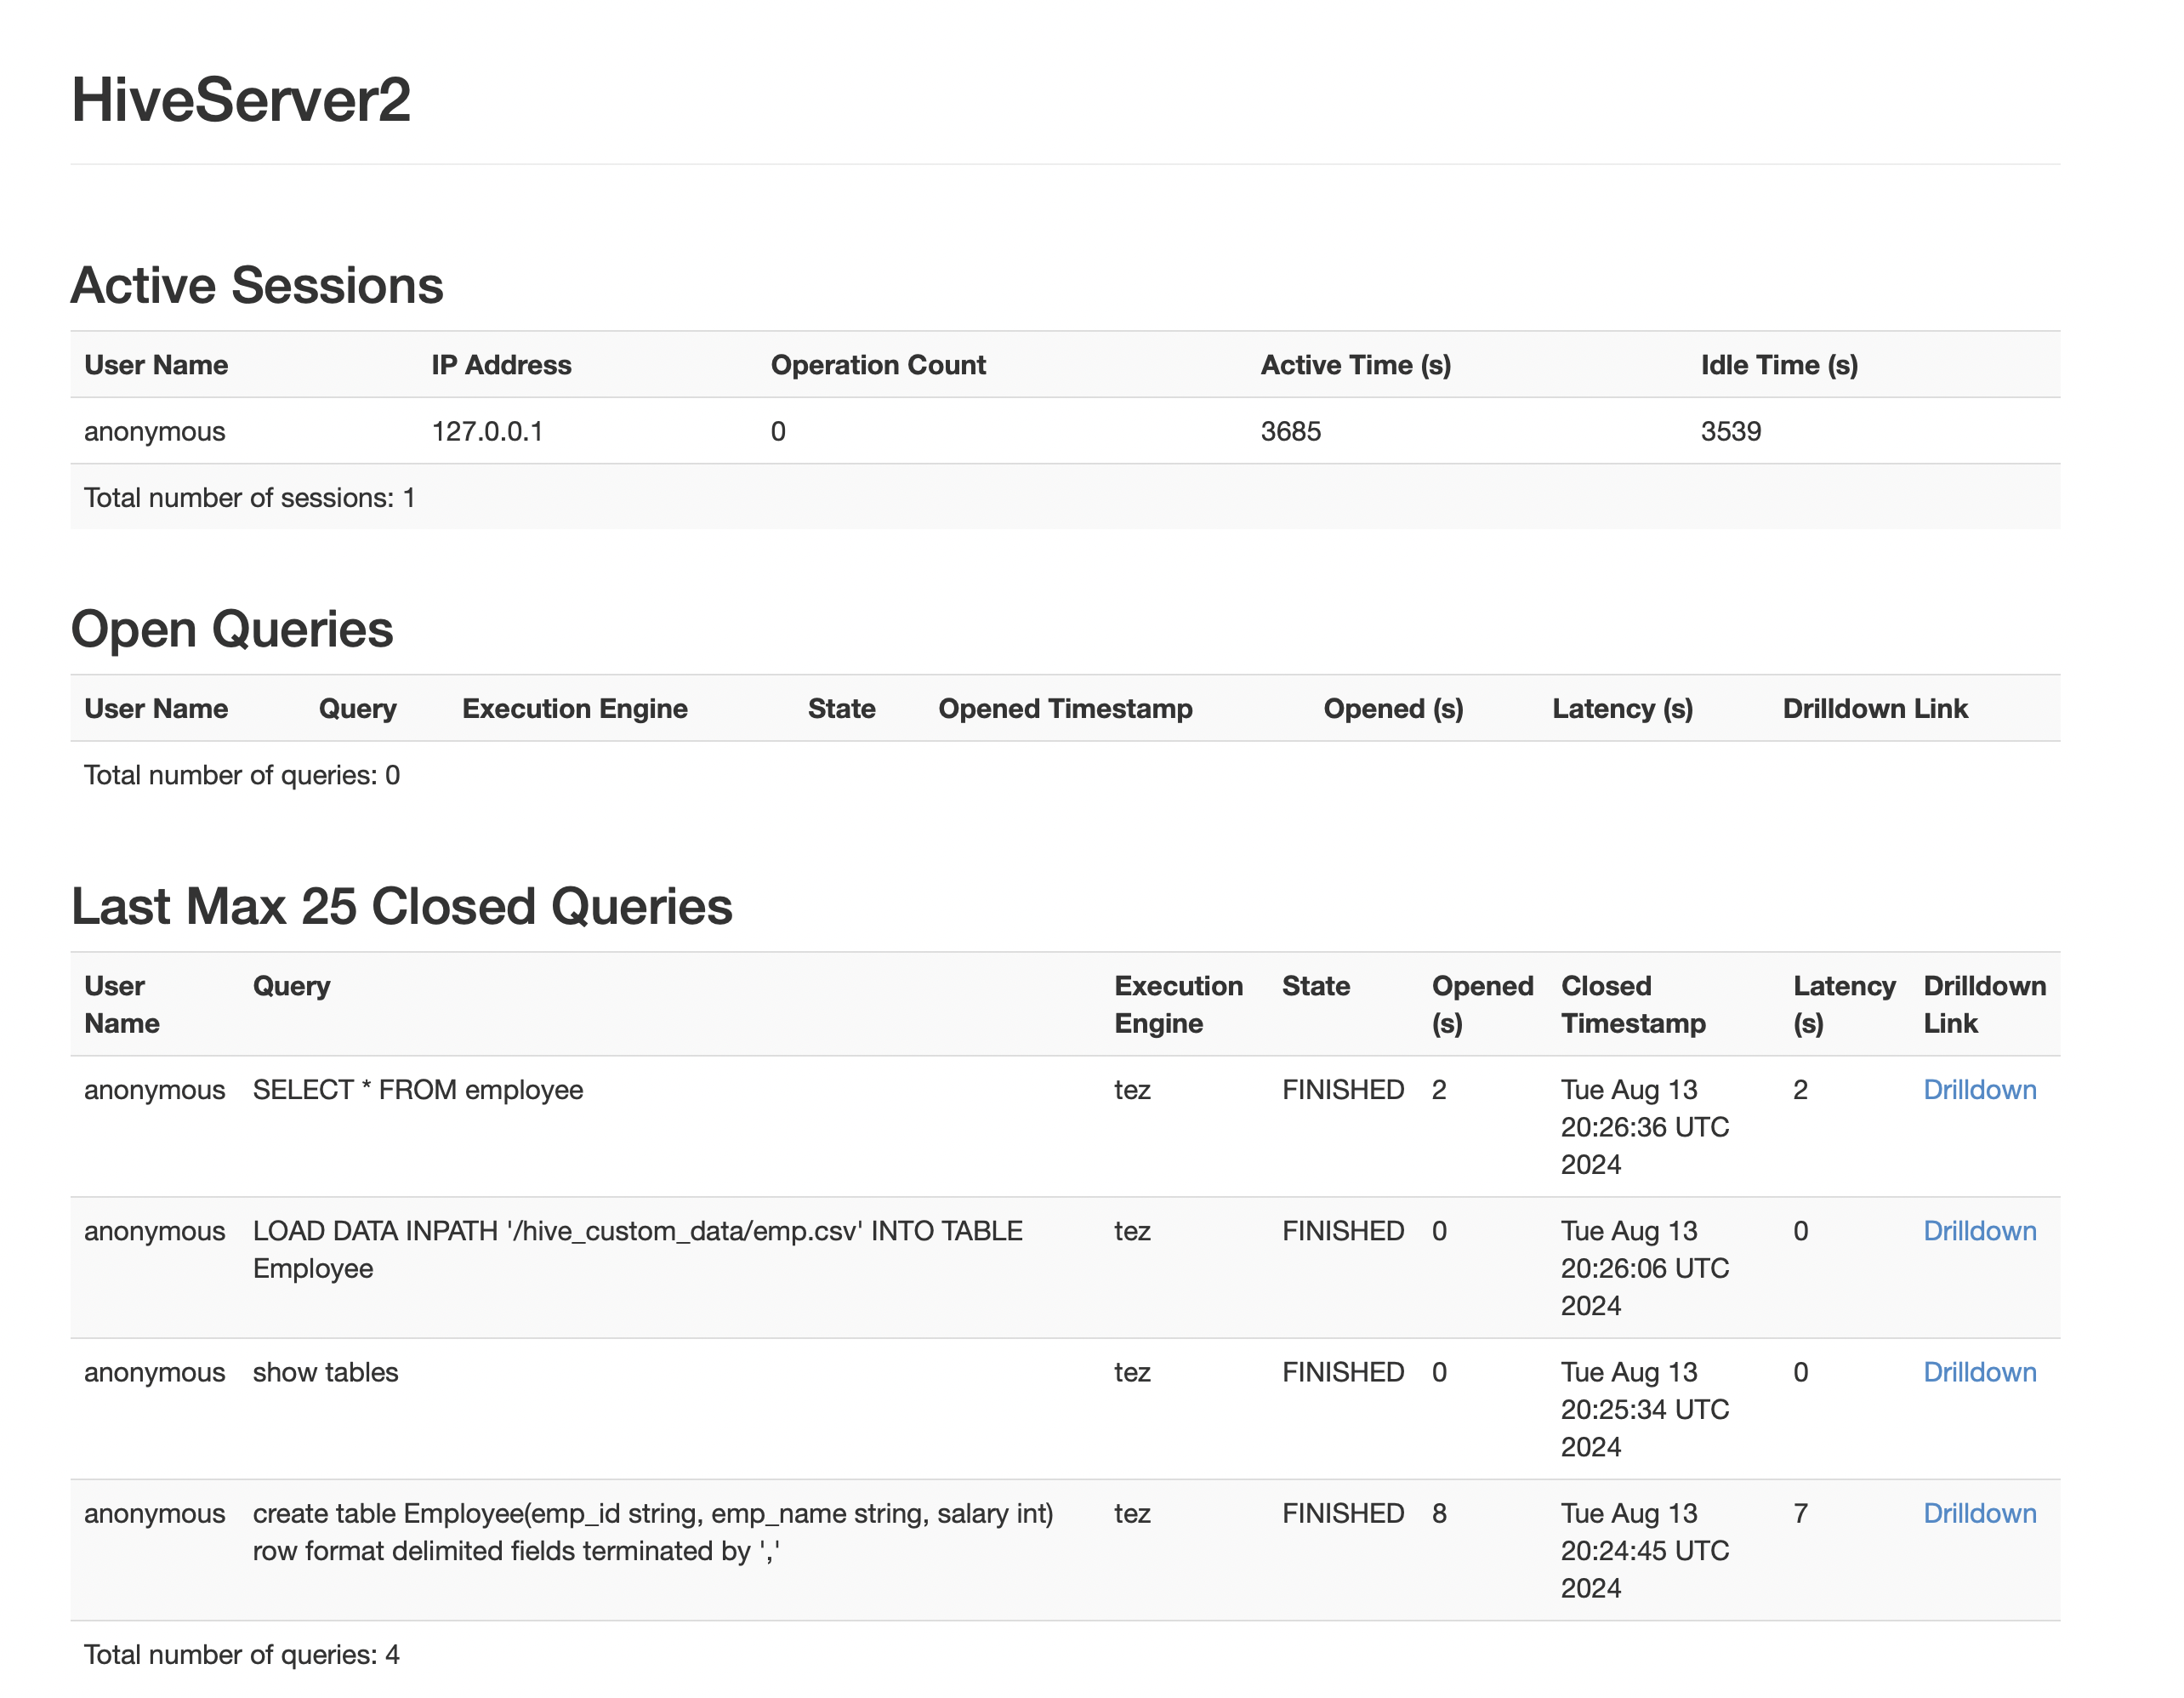 HiveServer2
Active Sessions
User Name IP Address Operation Count Active Time (s) Idle Time (s)
anonymous 127.0.0.1 0 3685 3539
Total number of sessions: 1
Open Queries
User Name Query Execution Engine State Opened Timestamp Opened (s) Latency (s) Drilldown Link
Total number of queries: 0
Last Max 25 Closed Queries
User Query Execution State Opened Closed Latency Drilldown
Name Engine (s) Timestamp (s) Link
anonymous SELECT * FROM employee tez FINISHED 2 Tue Aug 13 2 Drilldown
20:26:36 UTC
2024
anonymous LOAD DATA INPATH '/hive_custom_data/emp.csv' INTO TABLE tez FINISHED 0 Tue Aug 13 0 Drilldown
Employee 20:26:06 UTC
2024
anonymous show tables tez FINISHED 0 Tue Aug 13 0 Drilldown
20:25:34 UTC
2024
anonymous create table Employee(emp_id string, emp_name string, salary int) tez FINISHED 8 Tue Aug 13 7 Drilldown
row format delimited fields terminated by ',' 20:24:45 UTC
2024
Total number of queries: 4